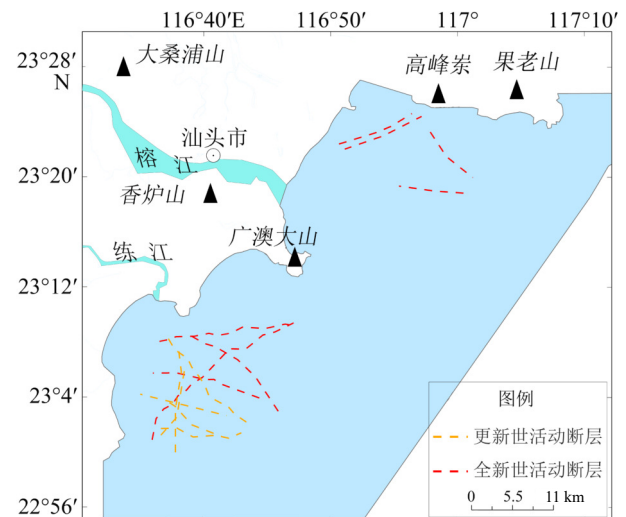 116°40′ 116°50′ 117° 117°10′
23°28′
N
23°20′
23°12′
23°4′
22°56′
大桑浦山
高峰岽
果老山
汕头市
榕 江
香炉山
广澳大山
练 江
图例
更新世活动断层
全新世活动断层
0 5.5 11 km